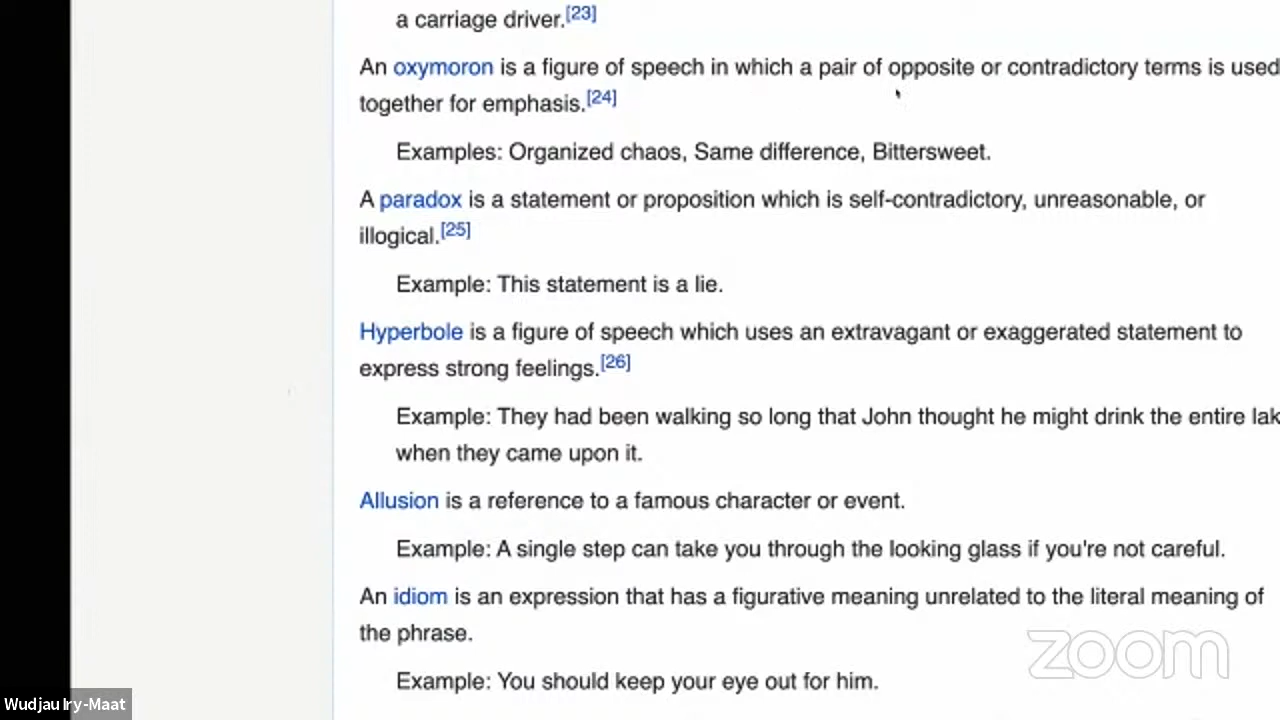 a carriage driver.[23]
An oxymoron is a figure of speech in which a pair of opposite or contradictory terms is used
together for emphasis.[24]
Examples: Organized chaos, Same difference, Bittersweet.
A paradox is a statement or proposition which is self-contradictory, unreasonable, or
illogical.[25]
Example: This statement is a lie.
Hyperbole is a figure of speech which uses an extravagant or exaggerated statement to
express strong feelings.[26]
Example: They had been walking so long that John thought he might drink the entire lak
when they came upon it.
Allusion is a reference to a famous character or event.
Example: A single step can take you through the looking glass if you're not careful.
An idiom is an expression that has a figurative meaning unrelated to the literal meaning of
the phrase.
Example: You should keep your eye out for him.
zoom
Wudjau Iry-Maat